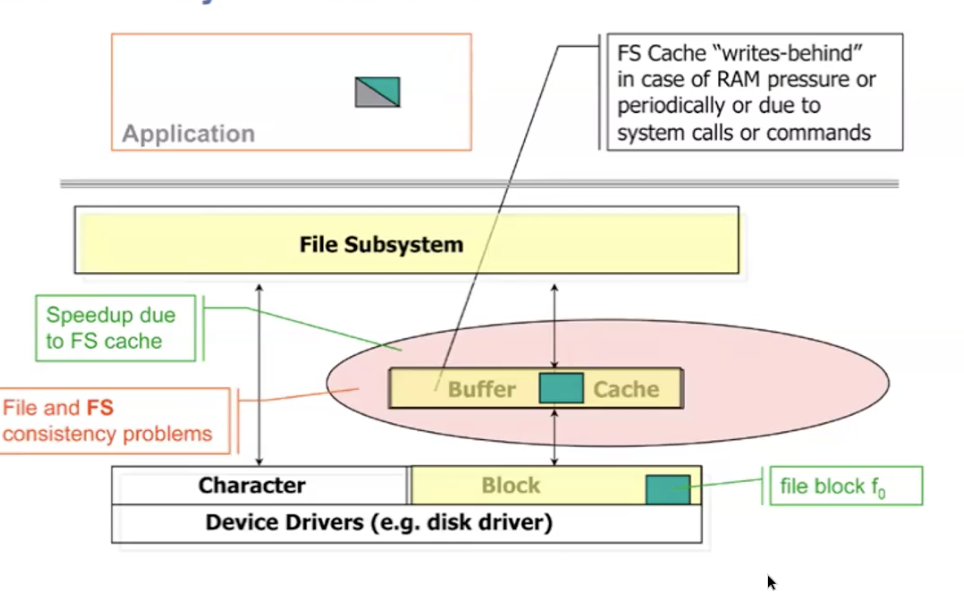 FS Cache “writes-behind”
in case of RAM pressure or
periodically or due to
system calls or commands
Application
File Subsystem
Speedup due
to FS cache
Buffer Cache
File and FS
consistency problems
Character
Block
file block f₀
Device Drivers (e.g. disk driver)